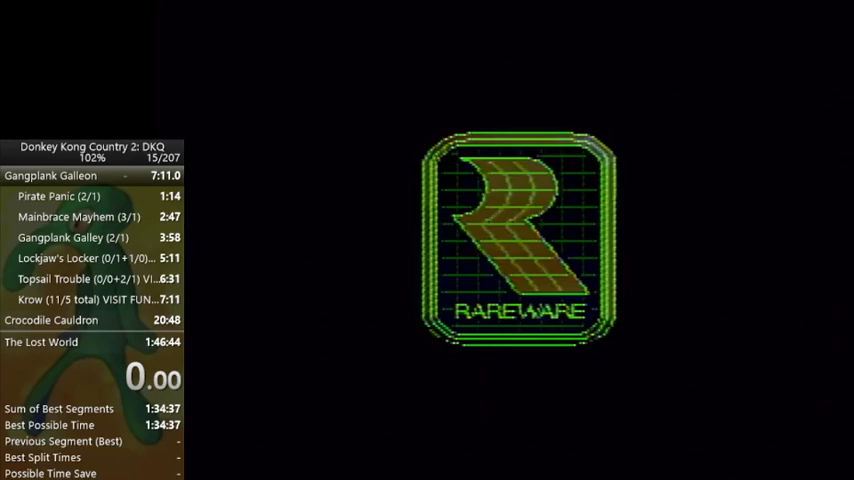 Donkey Kong Country 2: DKQ
102% 15/207
Gangplank Galleon - 7:11.0
Pirate Panic (2/1) 1:14
Mainbrace Mayhem (3/1) 2:47
Gangplank Galley (2/1) 3:58
Lockjaw's Locker (0/1+1/0)... 5:11
Topsail Trouble (0/0+2/1) VI... 6:31
Krow (11/5 total) VISIT FUN... 7:11
Crocodile Cauldron 20:48
The Lost World 1:46:44
0.00
Sum of Best Segments 1:34:37
Best Possible Time 1:34:37
Previous Segment (Best) -
Best Split Times -
Possible Time Save -
R
RAREWARE